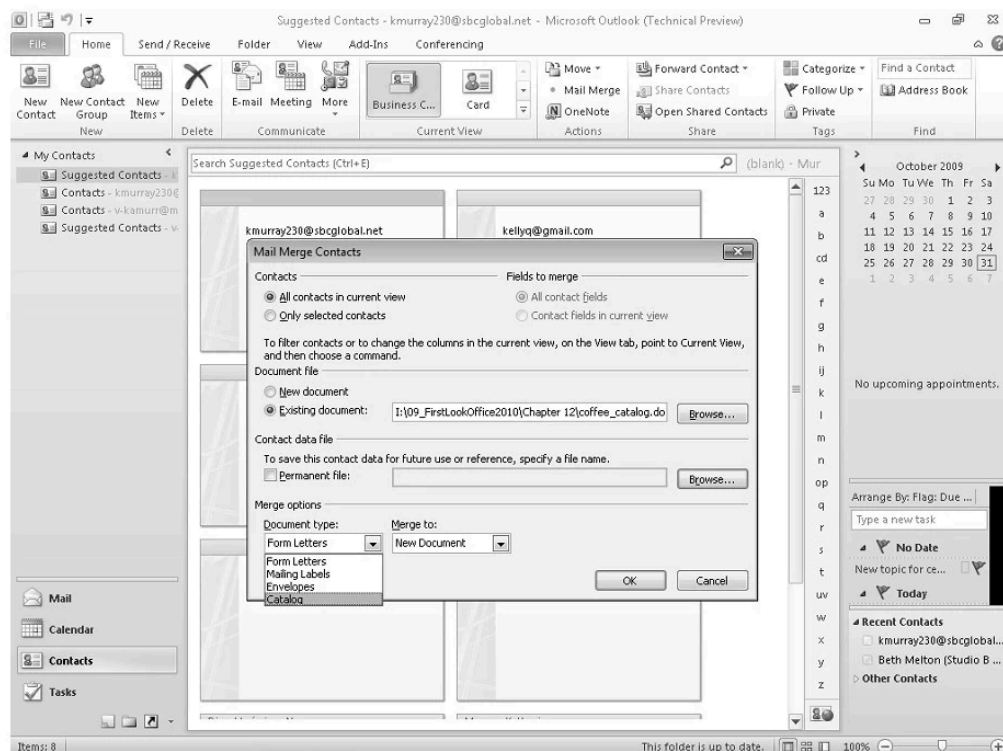 Suggested Contacts - kmurray230@sbcglobal.net - Microsoft Outlook (Technical Preview)
File Home Send / Receive Folder View Add-Ins Conferencing
New Contact
New Contact Group
New Items
New
Delete
Delete
E-mail Meeting More
Communicate
Business C... Card
Current View
Move
Mail Merge
OneNote
Actions
Forward Contact
Share Contacts
Open Shared Contacts
Share
Categorize
Follow Up
Private
Tags
Find a Contact
Address Book
Find
My Contacts
Suggested Contacts - k
Contacts - kmurray230@
Contacts - v-kamurr@m
Suggested Contacts - v-
Mail
Calendar
Contacts
Tasks
Search Suggested Contacts (Ctrl+E)
(blank) - Mur
kmurray230@sbcglobal.net
kellyq@gmail.com
Mail Merge Contacts
Contacts
All contacts in current view
Only selected contacts
Fields to merge
All contact fields
Contact fields in current view
To filter contacts or to change the columns in the current view, on the View tab, point to Current View,
and then choose a command.
Document file
New document
Existing document: I:\09_FirstLookOffice2010\Chapter 12\coffee_catalog.do Browse...
Contact data file
To save this contact data for future use or reference, specify a file name.
Permanent file: Browse...
Merge options
Document type: Merge to:
Form Letters New Document
Form Letters
Mailing Labels
Envelopes
Catalog
OK Cancel
123
a
b
cd
e
f
g
h
ij
k
l
m
n
op
q
r
s
t
uv
w
x
y
z
October 2009
Su Mo Tu We Th Fr Sa
27 28 29 30 1 2 3
4 5 6 7 8 9 10
11 12 13 14 15 16 17
18 19 20 21 22 23 24
25 26 27 28 29 30 31
1 2 3 4 5 6 7
No upcoming appointments.
Arrange By: Flag: Due ...
Type a new task
No Date
New topic for ce...
Today
Recent Contacts
kmurray230@sbcglobal...
Beth Melton (Studio B ...
Other Contacts
Items: 8
This folder is up to date.
100%